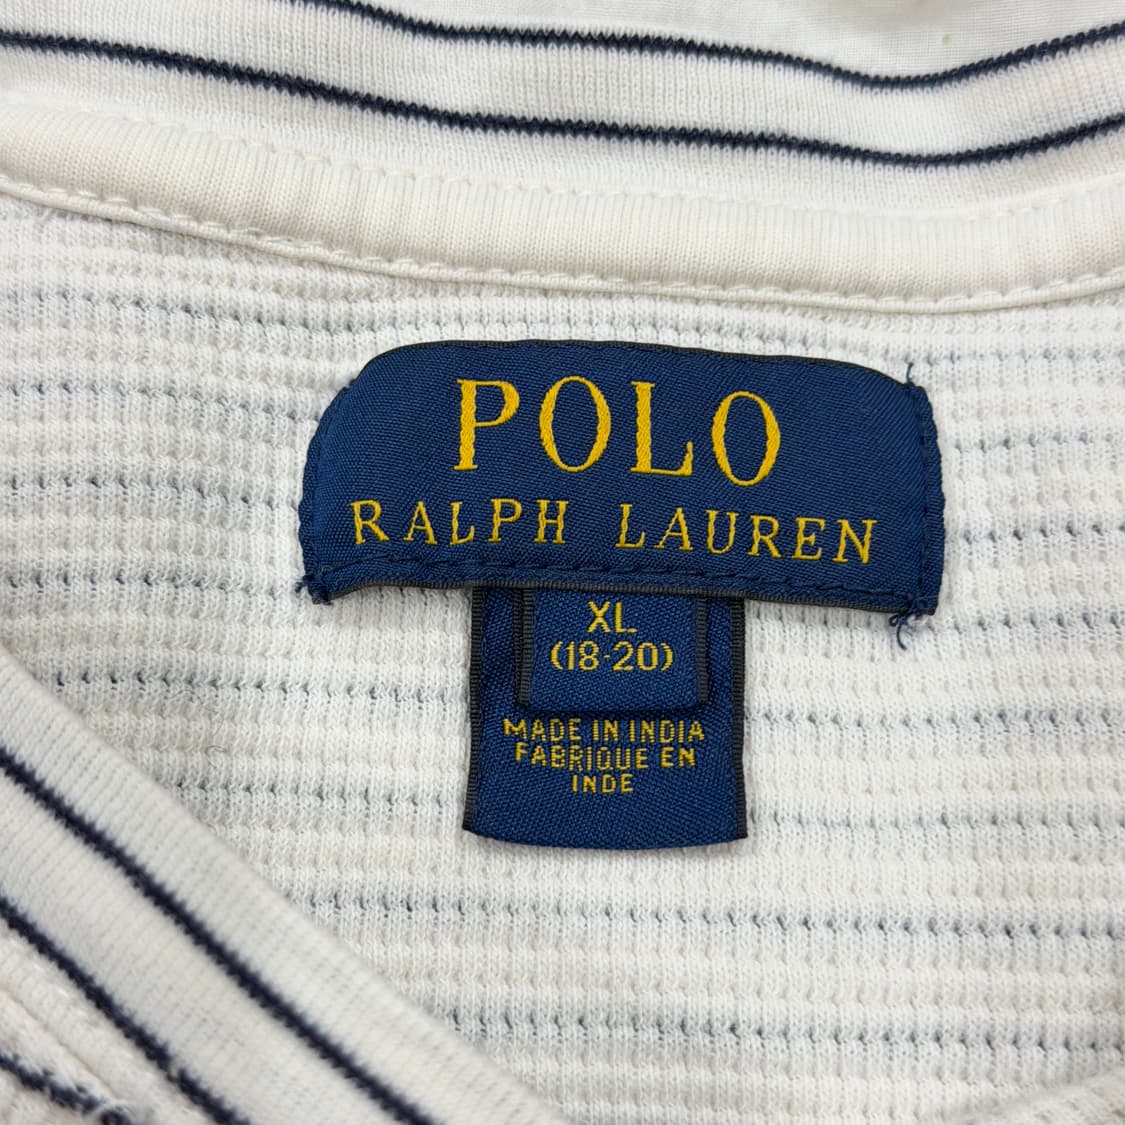 POLO
RALPH LAUREN
XL
(18-20)
MADE IN INDIA
FABRIQUE EN
INDE